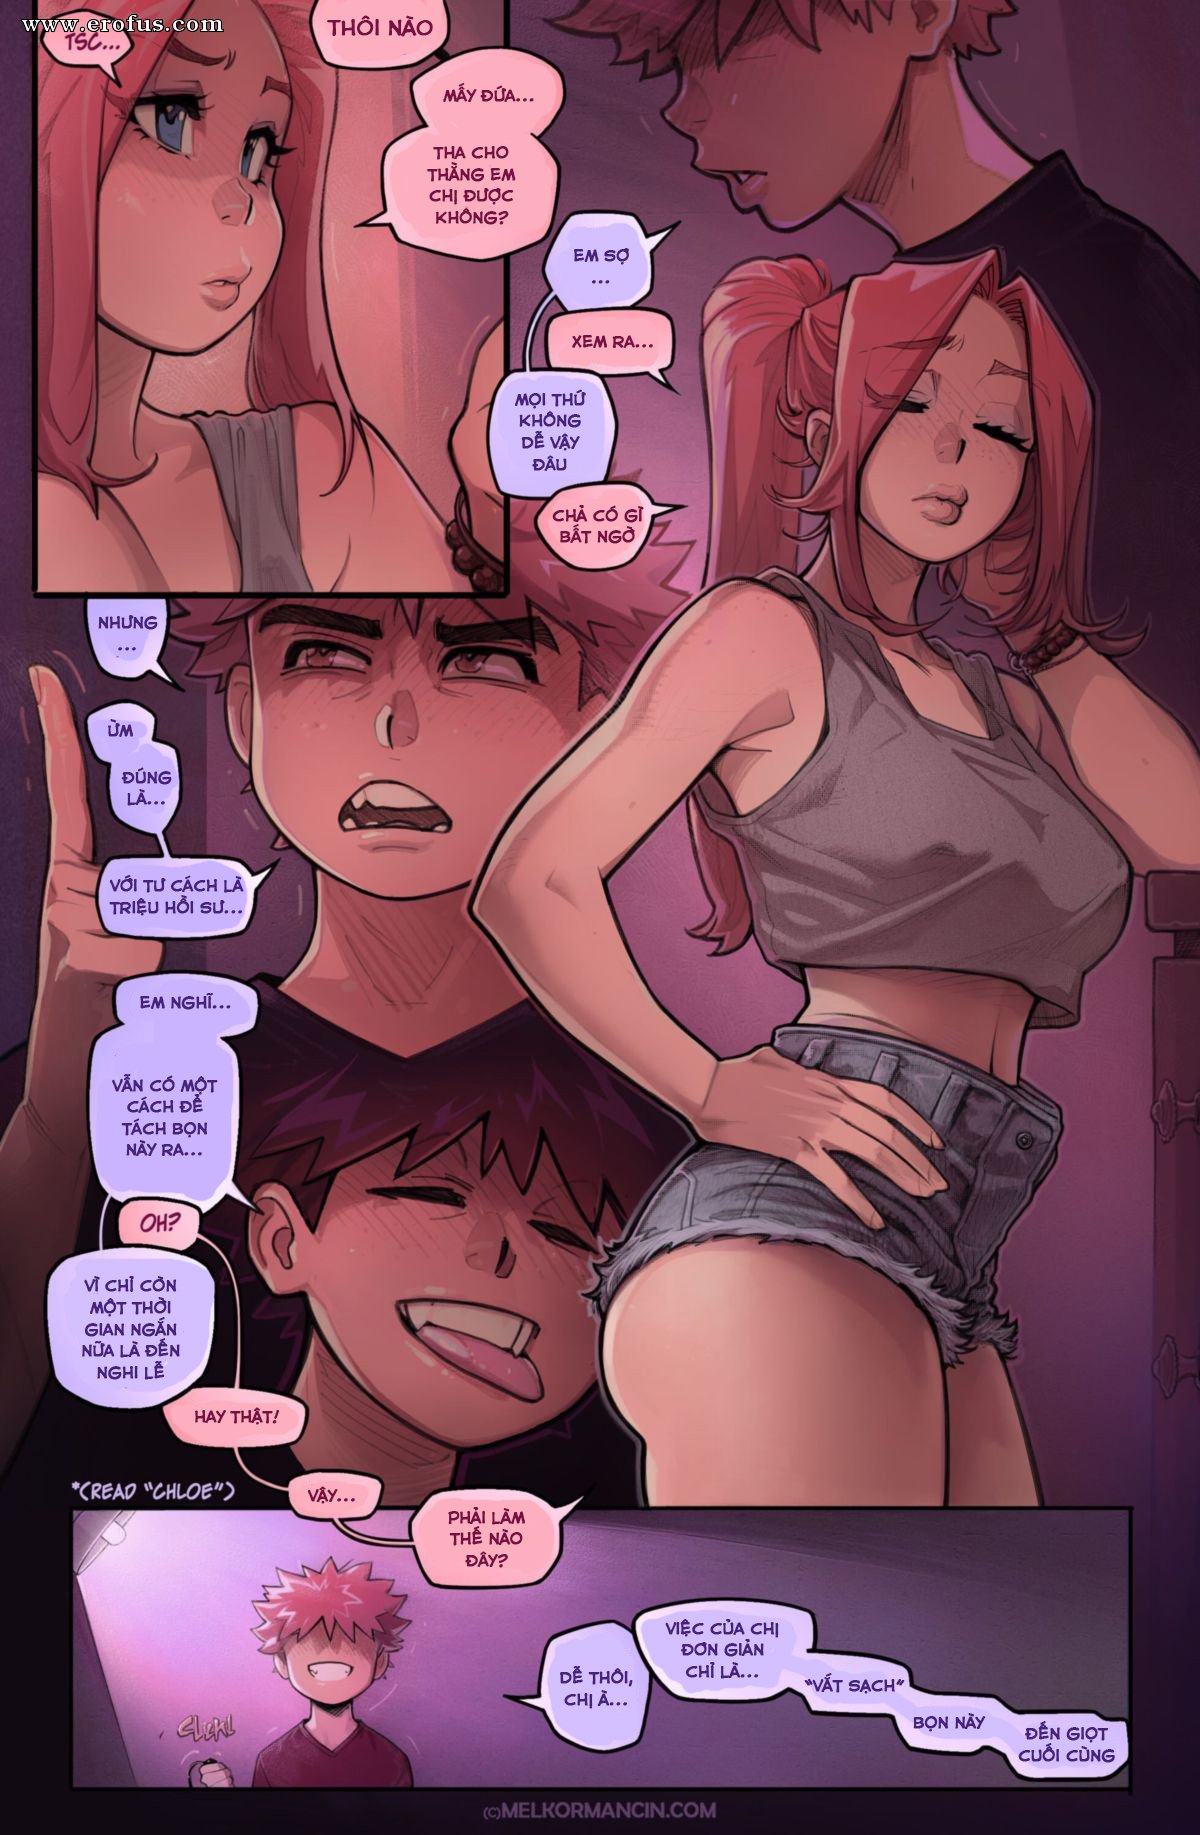 www.erofus.com
TSC...
THÔI NÀO
MẤY ĐỨA...
THA CHO
THẰNG EM
CHỊ ĐƯỢC
KHÔNG?
EM SỢ
...
XEM RA...
MỌI THỨ
KHÔNG
DỄ VẬY
ĐÂU
CHẢ CÓ GÌ
BẤT NGỜ
NHƯNG
...
ỪM
ĐÚNG
LÀ...
VỚI TƯ CÁCH LÀ
TRIỆU HỒI SƯ...
EM NGHĨ...
VẪN CÓ MỘT
CÁCH ĐỂ
TÁCH BỌN
NÀY RA...
OH?
VÌ CHỈ CÒN
MỘT THỜI
GIAN NGẮN
NỮA LÀ ĐẾN
NGHI LỄ
HAY THẬT!
*(READ "CHLOE")
VẬY...
PHẢI LÀM
THẾ NÀO
ĐÂY?
DỄ THÔI,
CHỊ À...
VIỆC CỦA CHỊ
ĐƠN GIẢN
CHỈ LÀ...
"VẮT SẠCH"
BỌN NÀY
ĐẾN GIỌT
CUỐI CÙNG
CLICK!
(C)MELKORMANCIN.COM